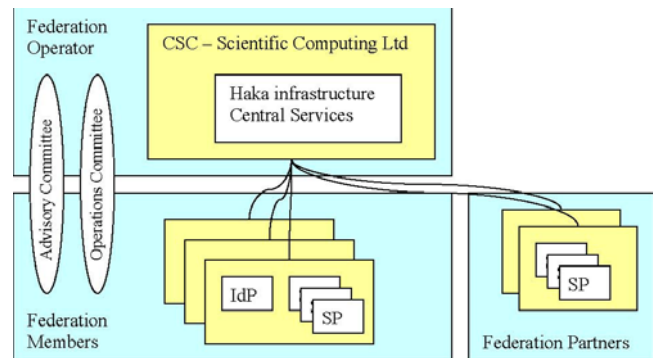 Federation
Operator
CSC – Scientific Computing Ltd
Haka infrastructure
Central Services
Advisory Committee
Operations Committee
IdP
SP
Federation
Members
SP
Federation Partners